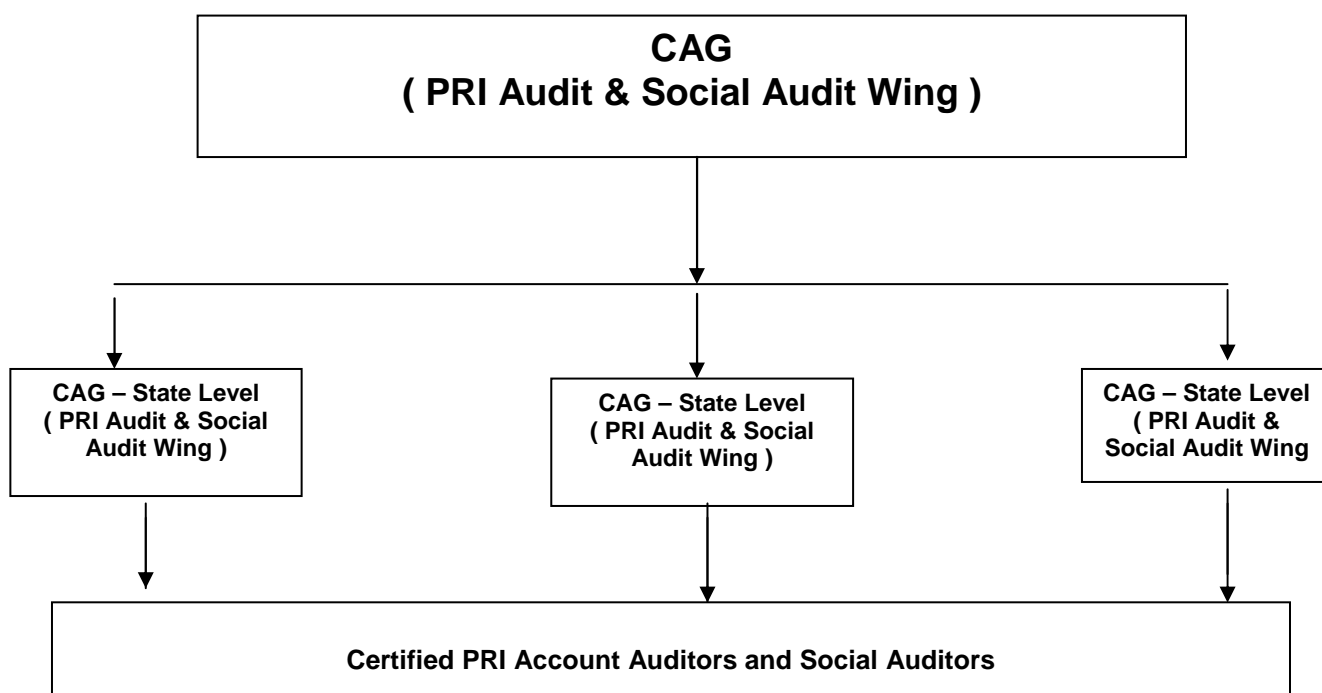 CAG
( PRI Audit & Social Audit Wing )
CAG – State Level
( PRI Audit & Social
Audit Wing )
CAG – State Level
( PRI Audit & Social
Audit Wing )
CAG – State Level
( PRI Audit &
Social Audit Wing
Certified PRI Account Auditors and Social Auditors